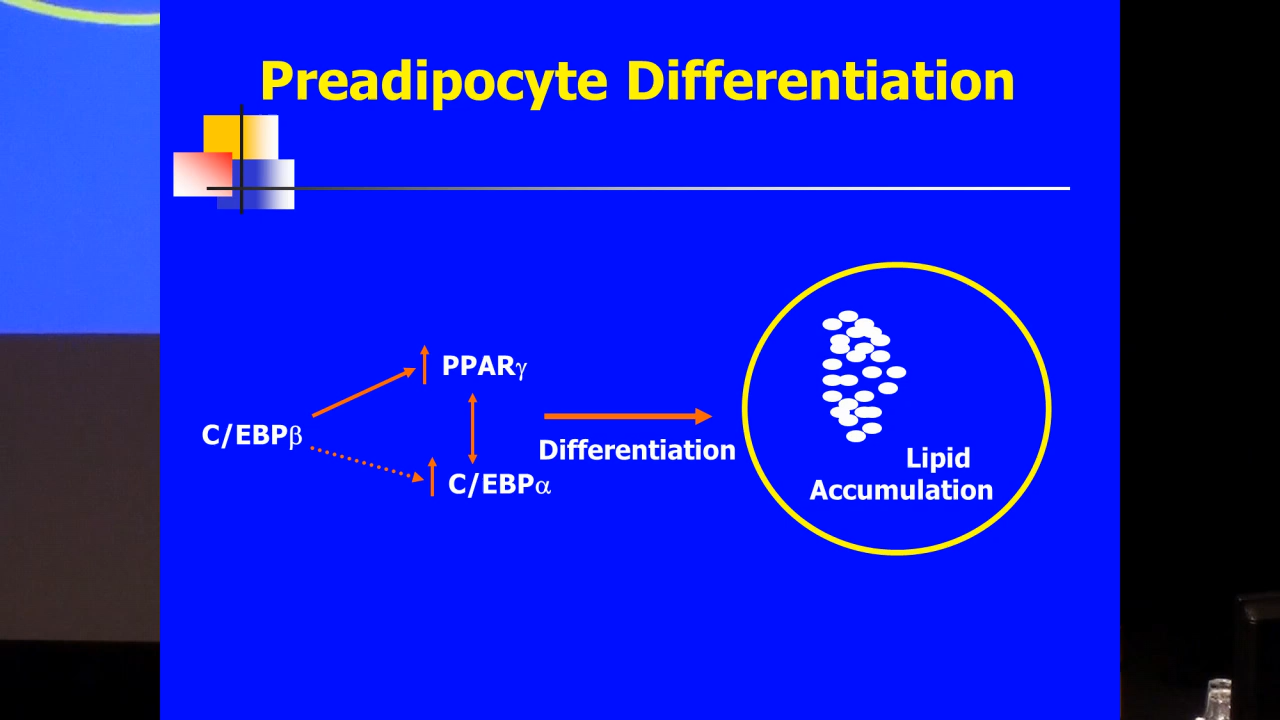 Preadipocyte Differentiation
PPARγ
C/EBPβ
Differentiation
C/EBPα
Lipid
Accumulation